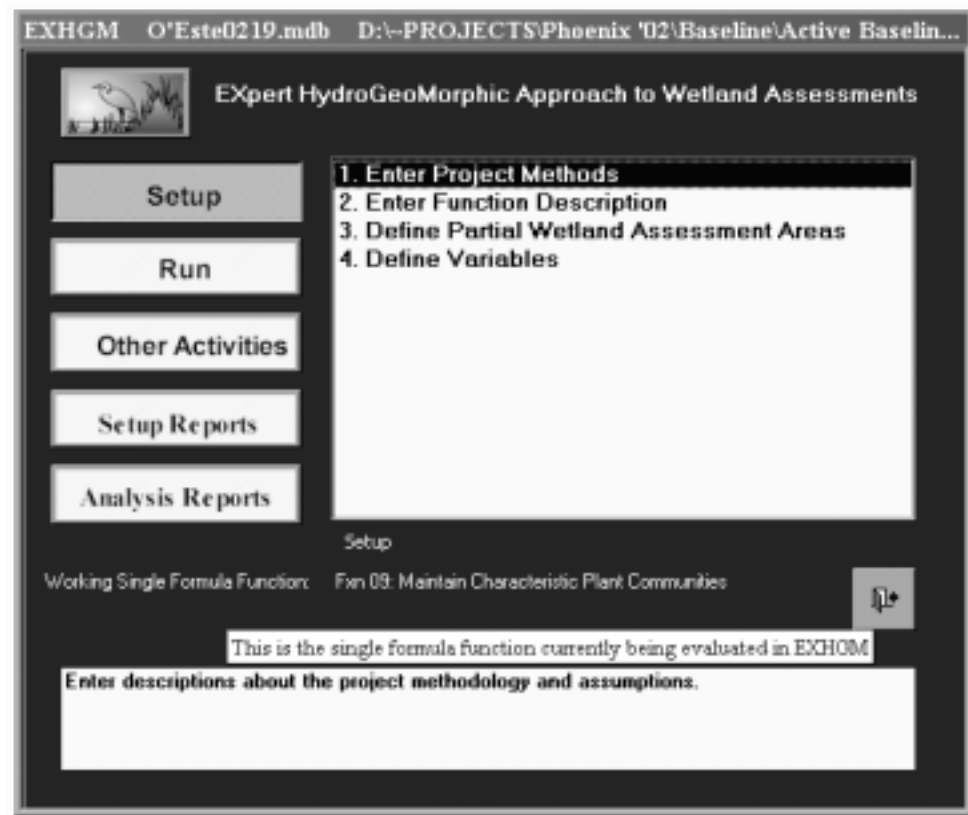 EXHGM O'Este0219.mdb D:\~PROJECTS\Phoenix '02\Baseline\Active Baselin...
EXpert HydroGeoMorphic Approach to Wetland Assessments
Setup
Run
Other Activities
Setup Reports
Analysis Reports
1. Enter Project Methods
2. Enter Function Description
3. Define Partial Wetland Assessment Areas
4. Define Variables
Setup
Working Single Formula Function: Fxn 09: Maintain Characteristic Plant Communities
This is the single formula function currently being evaluated in EXHGM
Enter descriptions about the project methodology and assumptions.